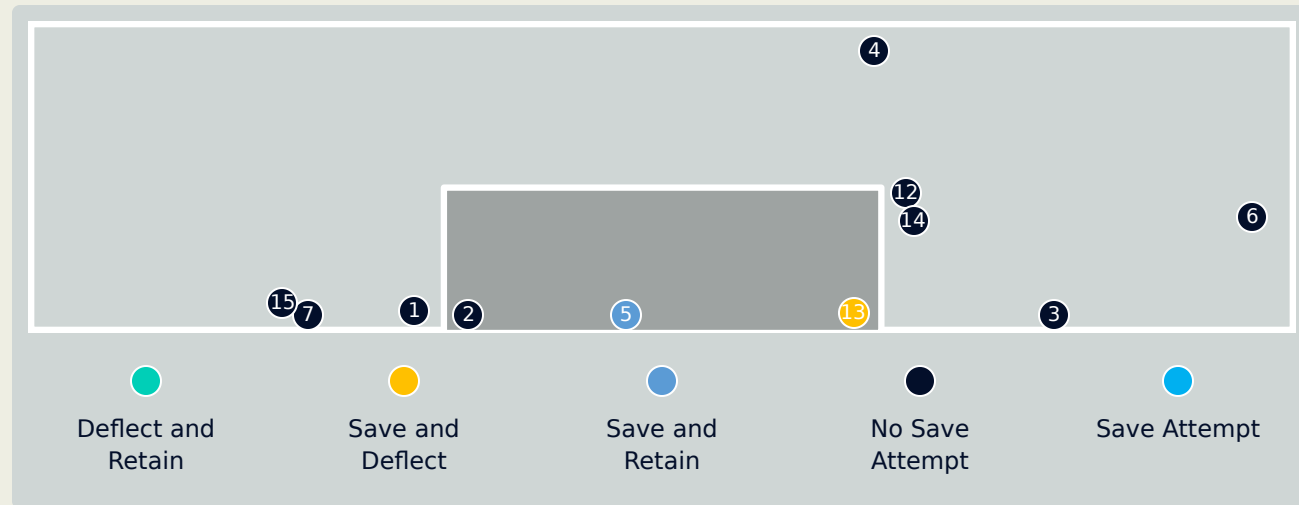 4
12
14
6
15
7
1
2
5
13
3
Deflect and
Retain
Save and
Deflect
Save and
Retain
No Save
Attempt
Save Attempt